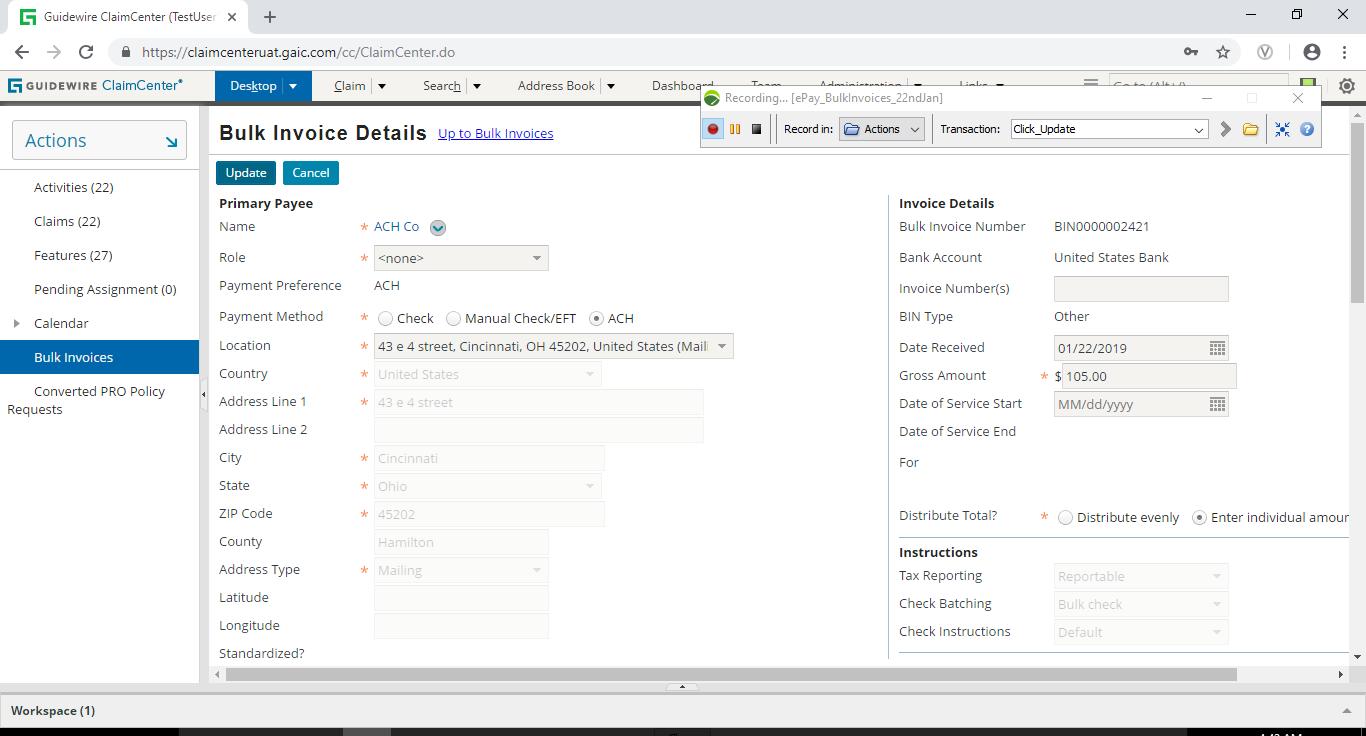 Guidewire ClaimCenter (TestUser
https://claimcenteruat.gaic.com/cc/ClaimCenter.do
GUIDEWIRE ClaimCenter
Desktop
Claim
Search
Address Book
Dashboard
Team
Administration
Links
Go to (Alt+/)
Recording... [ePay_BulkInvoices_22ndJan]
Record in:
Actions
Transaction:
Click_Update
Actions
Activities (22)
Claims (22)
Features (27)
Pending Assignment (0)
Calendar
Bulk Invoices
Converted PRO Policy
Requests
Bulk Invoice Details Up to Bulk Invoices
Update
Cancel
Primary Payee
Name * ACH Co
Role * <none>
Payment Preference ACH
Payment Method * Check Manual Check/EFT ACH
Location * 43 e 4 street, Cincinnati, OH 45202, United States (Maili
Country * United States
Address Line 1 * 43 e 4 street
Address Line 2
City * Cincinnati
State * Ohio
ZIP Code * 45202
County Hamilton
Address Type * Mailing
Latitude
Longitude
Standardized?
Invoice Details
Bulk Invoice Number BIN0000002421
Bank Account United States Bank
Invoice Number(s)
BIN Type Other
Date Received 01/22/2019
Gross Amount * $ 105.00
Date of Service Start MM/dd/yyyy
Date of Service End
For
Distribute Total? * Distribute evenly Enter individual amour
Instructions
Tax Reporting Reportable
Check Batching Bulk check
Check Instructions Default
Workspace (1)